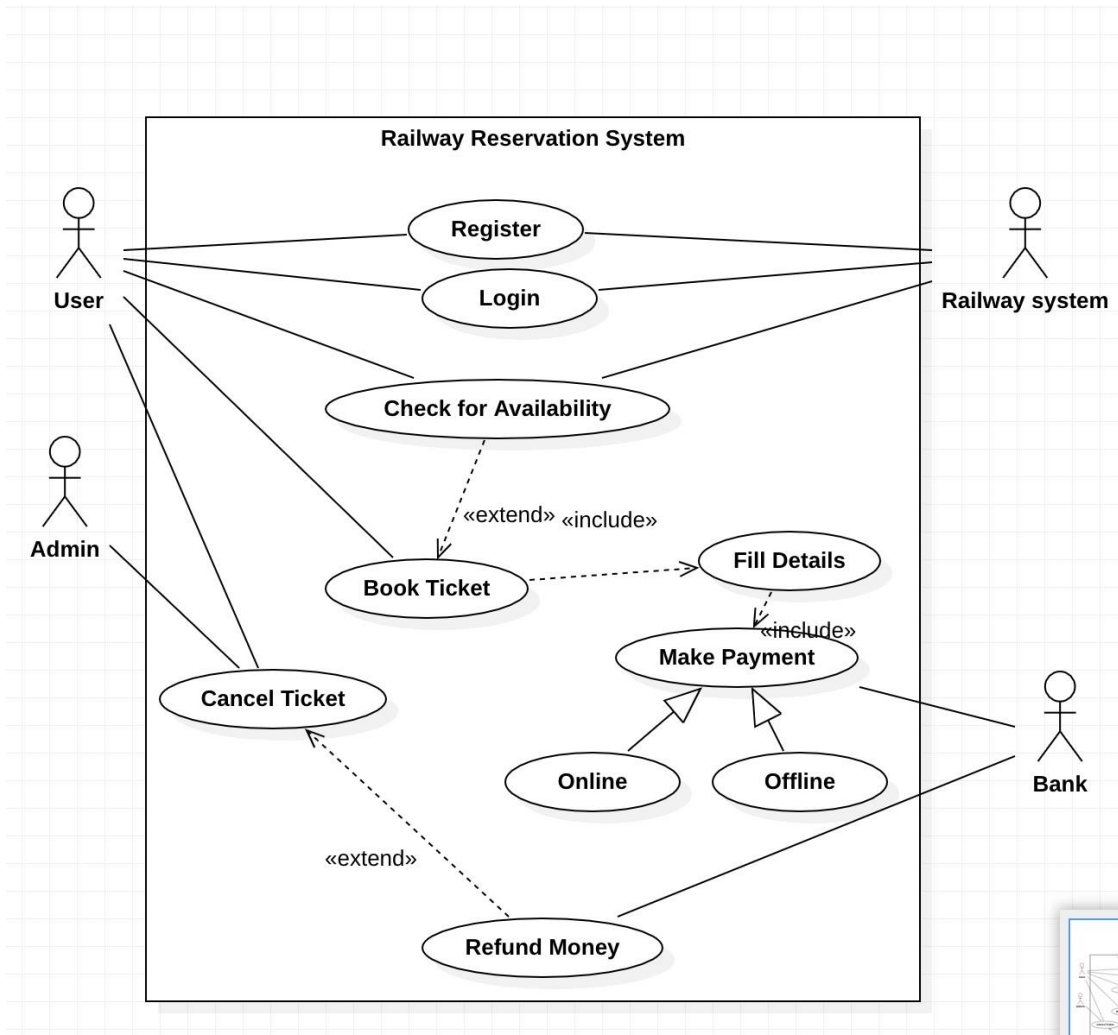 Railway Reservation System
Register
Login
User
Railway system
Check for Availability
«extend» «include»
Admin
Fill Details
Book Ticket
«include»
Make Payment
Cancel Ticket
Online
Offline
Bank
«extend»
Refund Money